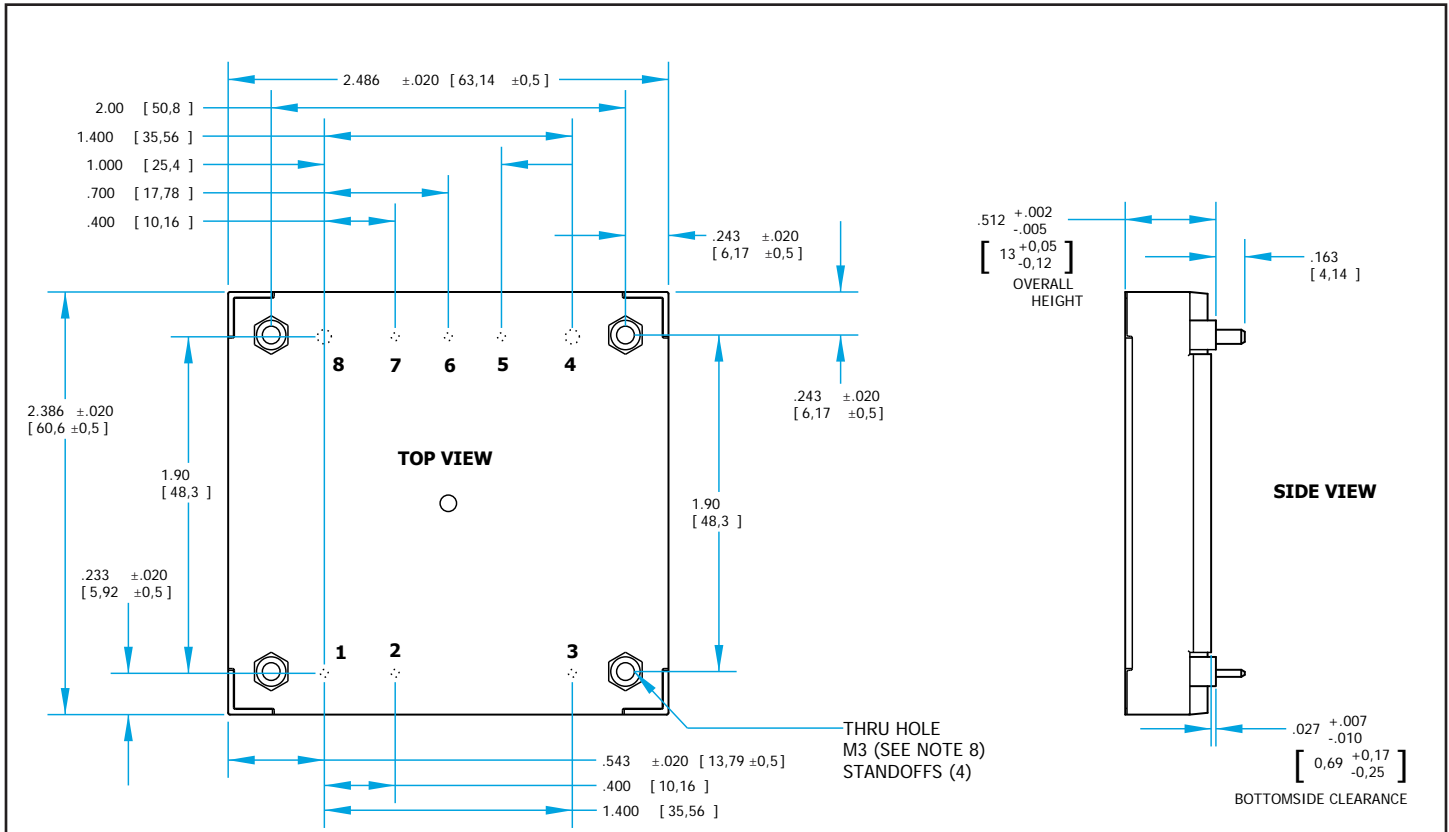 2.486 ±.020 [ 63,14 ±0,5 ]
2.00 [ 50,8 ]
1.400 [ 35,56 ]
1.000 [ 25,4 ]
.700 [ 17,78 ]
.400 [ 10,16 ]
.243 ±.020
[ 6,17 ±0,5 ]
.512 +.002
-.005
[ 13 +0,05
-0,12 ]
OVERALL
HEIGHT
.163
[ 4,14 ]
8 7 6 5 4
2.386 ±.020
[ 60,6 ±0,5 ]
.243 ±.020
[ 6,17 ±0,5 ]
TOP VIEW
1.90
[ 48,3 ]
1.90
[ 48,3 ]
SIDE VIEW
.233 ±.020
[ 5,92 ±0,5 ]
1 2 3
THRU HOLE
M3 (SEE NOTE 8)
STANDOFFS (4)
.027 +.007
-.010
[ 0,69 +0,17
-0,25 ]
BOTTOMSIDE CLEARANCE
.543 ±.020 [ 13,79 ±0,5 ]
.400 [ 10,16 ]
1.400 [ 35,56 ]